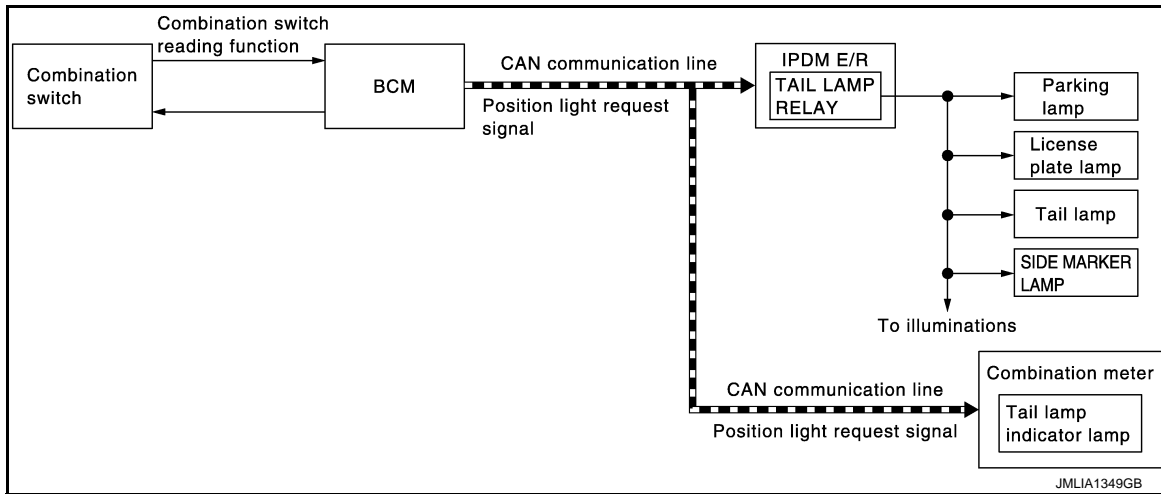 Combination switch
reading function
Combination
switch
BCM
CAN communication line
Position light request
signal
IPDM E/R
TAIL LAMP
RELAY
Parking
lamp
License
plate lamp
Tail lamp
SIDE MARKER
LAMP
To illuminations
CAN communication line
Position light request signal
Combination meter
Tail lamp
indicator lamp
JMLIA1349GB